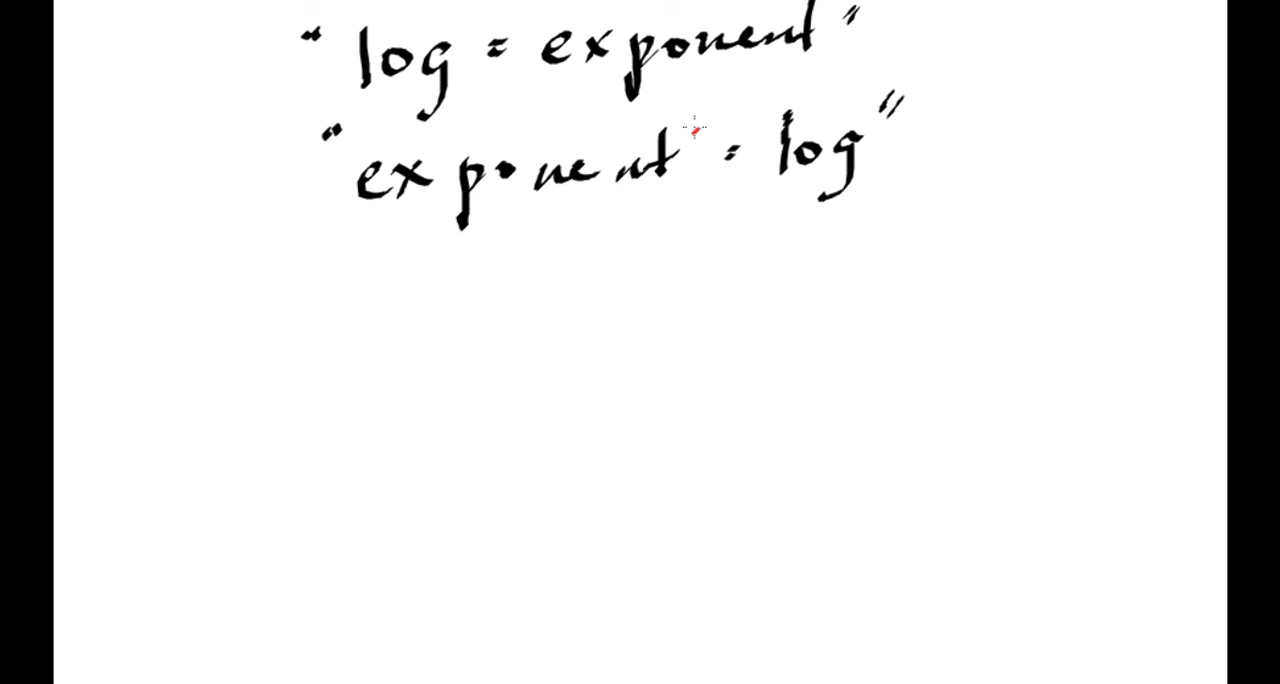 "log = exponent"
"exponent = log"